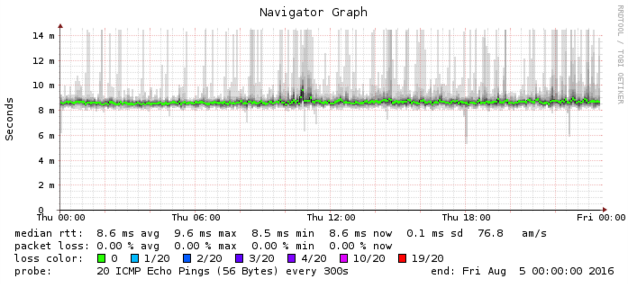 Navigator Graph
RRDTOOL / TOBI OETIKER
Seconds
14 m
12 m
10 m
8 m
6 m
4 m
2 m
0
Thu 00:00 Thu 06:00 Thu 12:00 Thu 18:00 Fri 00:00
median rtt: 8.6 ms avg 9.6 ms max 8.5 ms min 8.6 ms now 0.1 ms sd 76.8 am/s
packet loss: 0.00 % avg 0.00 % max 0.00 % min 0.00 % now
loss color: 0 1/20 2/20 3/20 4/20 10/20 19/20
probe: 20 ICMP Echo Pings (56 Bytes) every 300s end: Fri Aug 5 00:00:00 2016